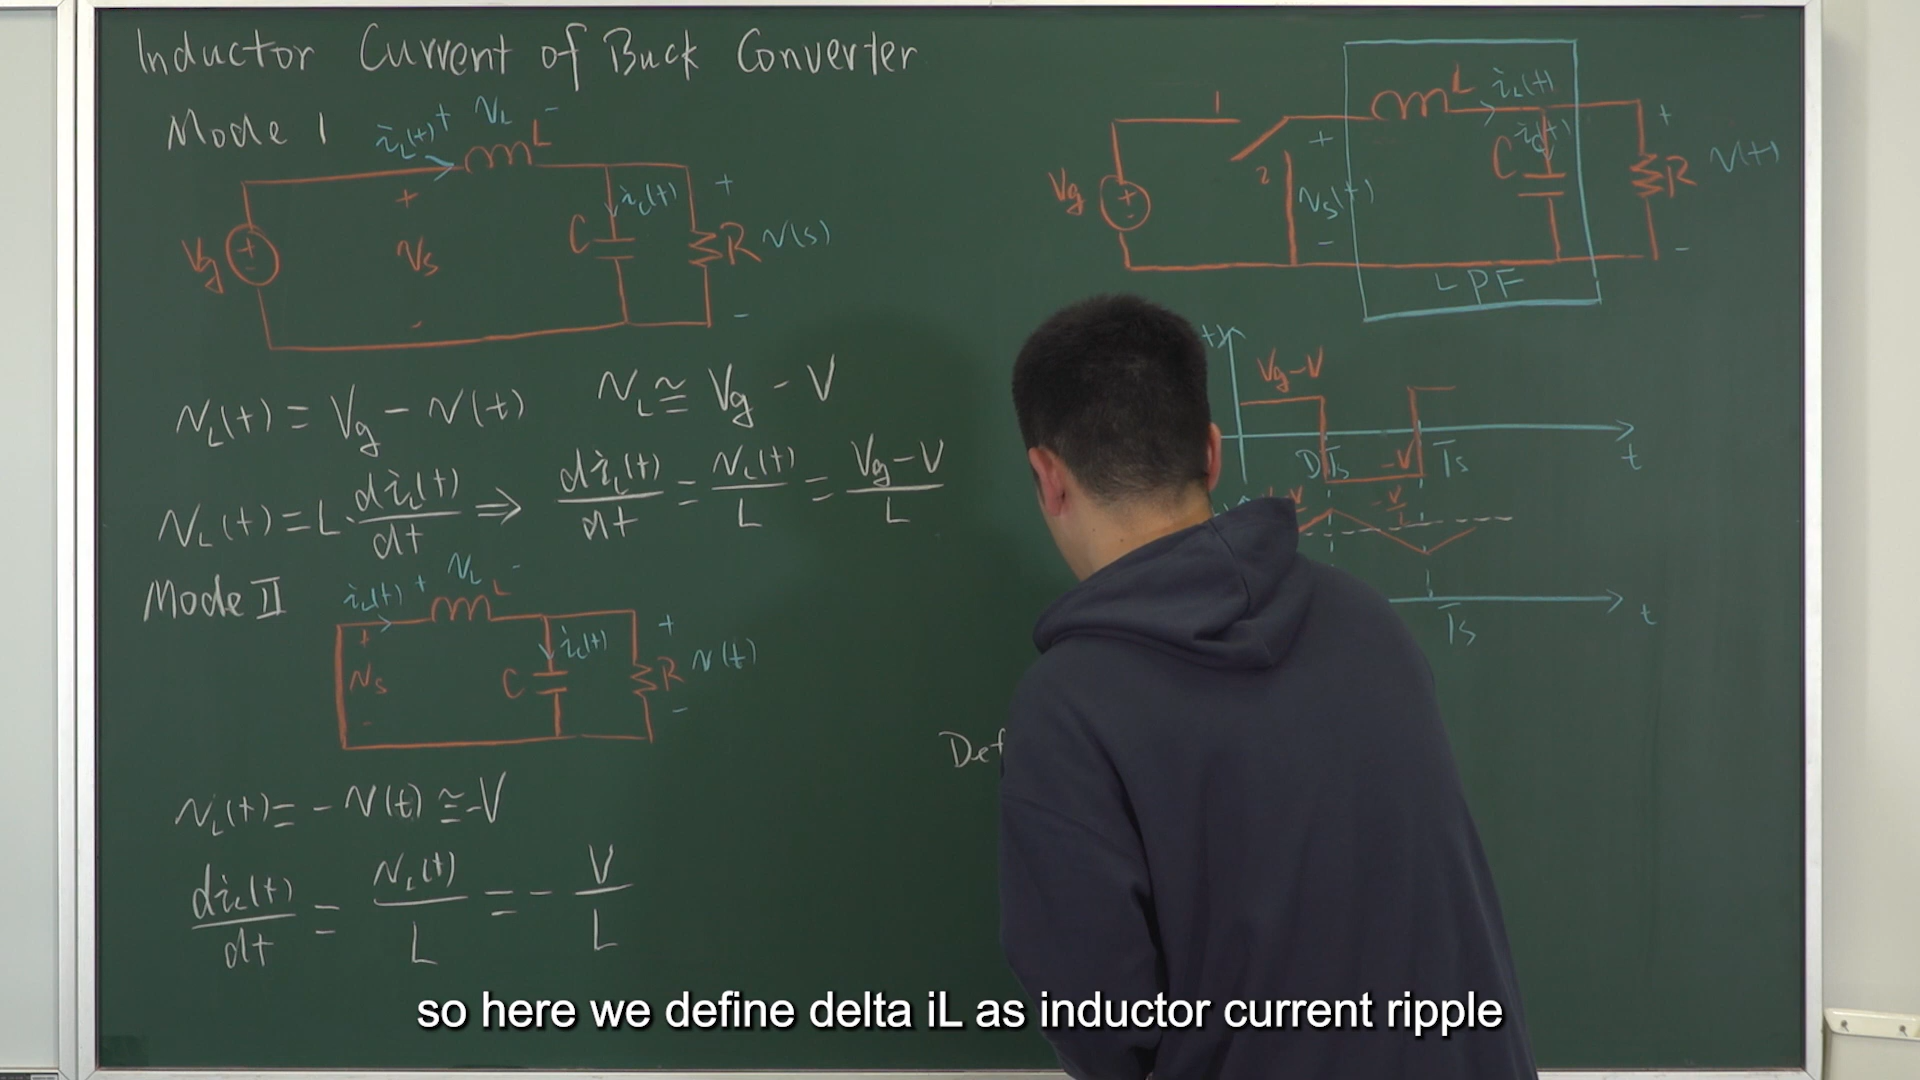 Inductor Current of Buck Converter
Mode I
iL(t) + VL - L
Vg + - + Vs - C ic(t) + R v(s) -
VL(t) = Vg - V(t) VL ≅ Vg - V
VL(t) = L · diL(t)/dt ⇒ diL(t)/dt = VL(t)/L = Vg-V/L
Mode II
iL(t) + VL - L
+ Vs - C ic(t) + R V(t) -
VL(t) = - V(t) ≅ -V
diL(t)/dt = VL(t)/L = - V/L
1 L iL(t)
Vg + - 2 + Vs(t) - C ic(t) + R V(t) -
LPF
Vg-V
DTs -V Ts t
-V/L
Ts t
Def
so here we define delta iL as inductor current ripple